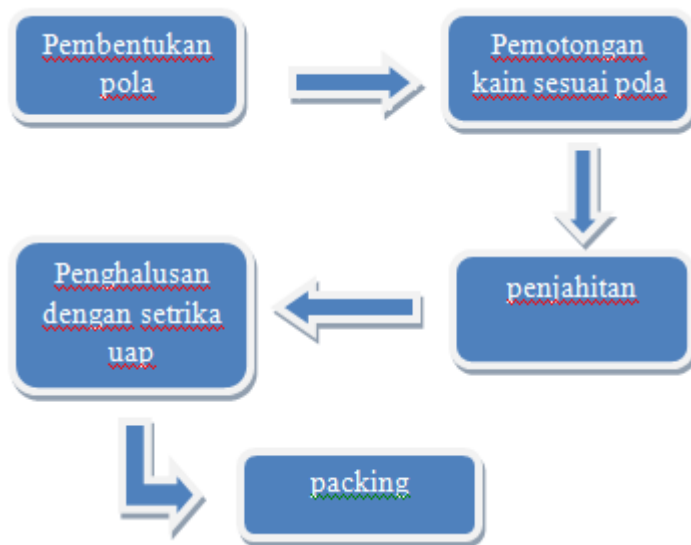 Pembentukan
pola
Pemotongan
kain sesuai pola
penjahitan
Penghalusan
dengan setrika
uap
packing